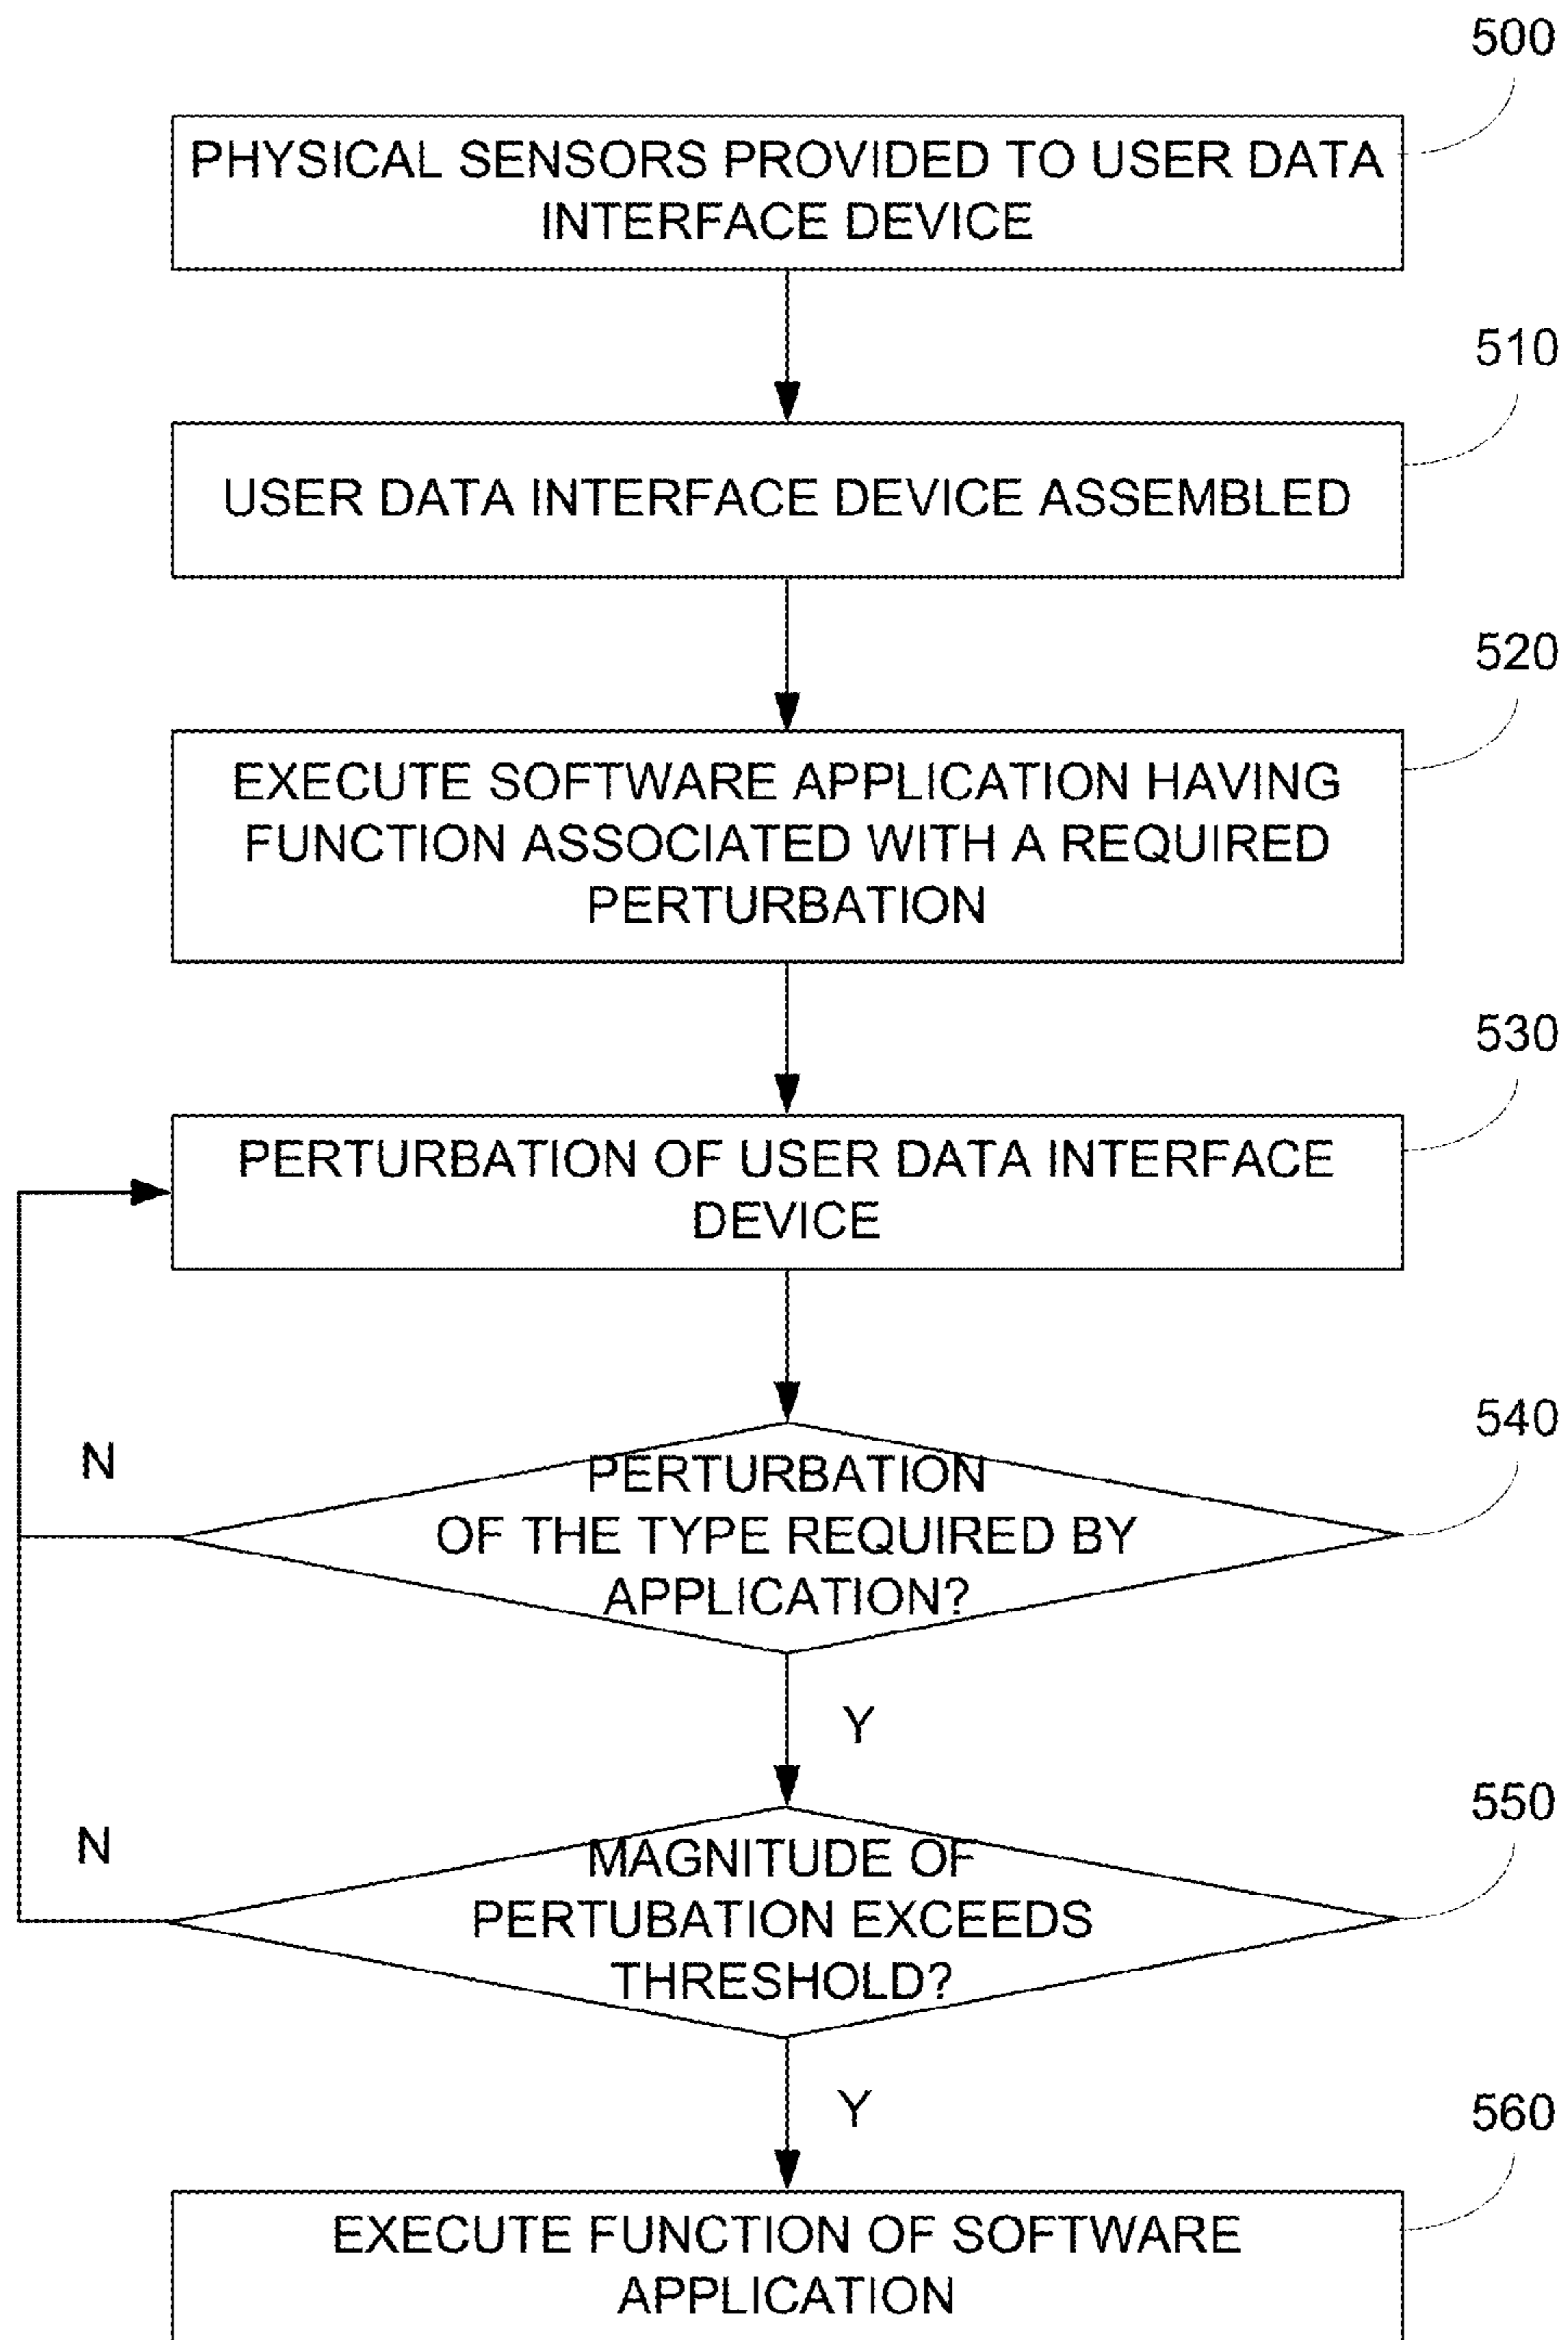 500
PHYSICAL SENSORS PROVIDED TO USER DATA
INTERFACE DEVICE
510
USER DATA INTERFACE DEVICE ASSEMBLED
520
EXECUTE SOFTWARE APPLICATION HAVING
FUNCTION ASSOCIATED WITH A REQUIRED
PERTURBATION
530
PERTURBATION OF USER DATA INTERFACE
DEVICE
540
N
PERTURBATION
OF THE TYPE REQUIRED BY
APPLICATION?
Y
550
N
MAGNITUDE OF
PERTUBATION EXCEEDS
THRESHOLD?
Y
560
EXECUTE FUNCTION OF SOFTWARE
APPLICATION